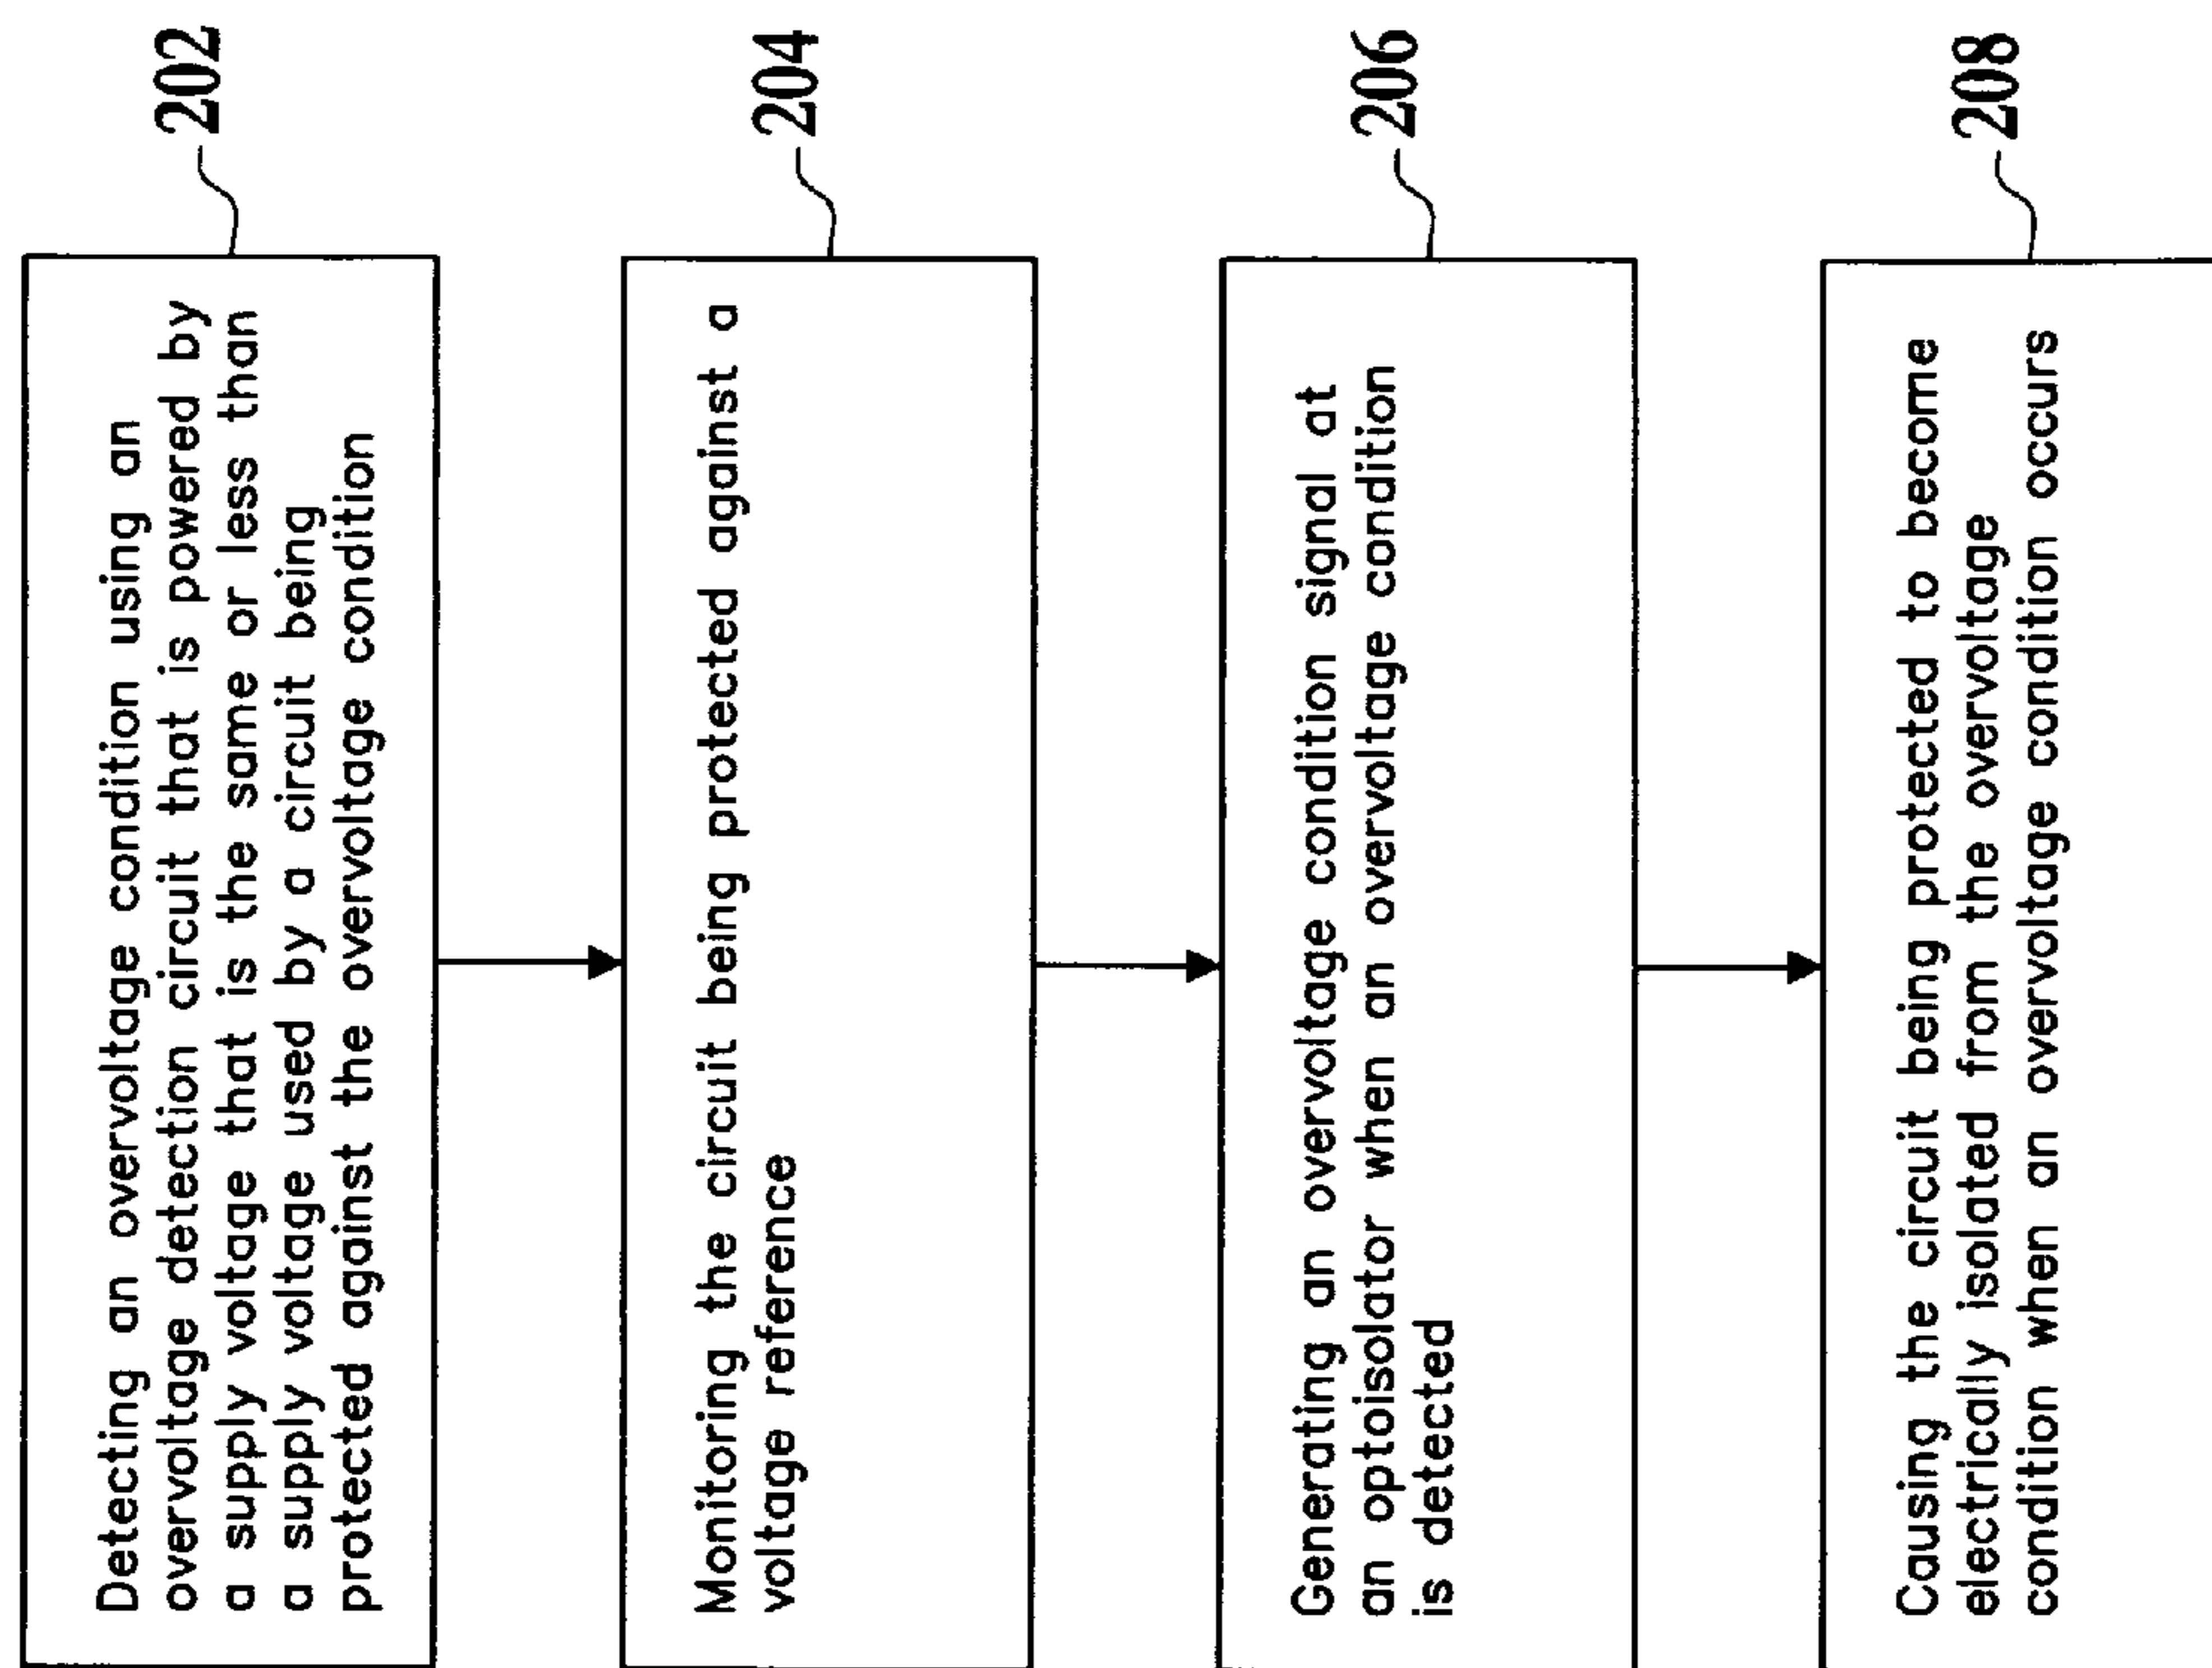 Detecting an overvoltage condition using an
overvoltage detection circuit that is powered by
a supply voltage that is the same or less than
a supply voltage used by a circuit being
protected against the overvoltage condition
202
Monitoring the circuit being protected against a
voltage reference
204
Generating an overvoltage condition signal at
an optoisolator when an overvoltage condition
is detected
206
Causing the circuit being protected to become
electrically isolated from the overvoltage
condition when an overvoltage condition occurs
208